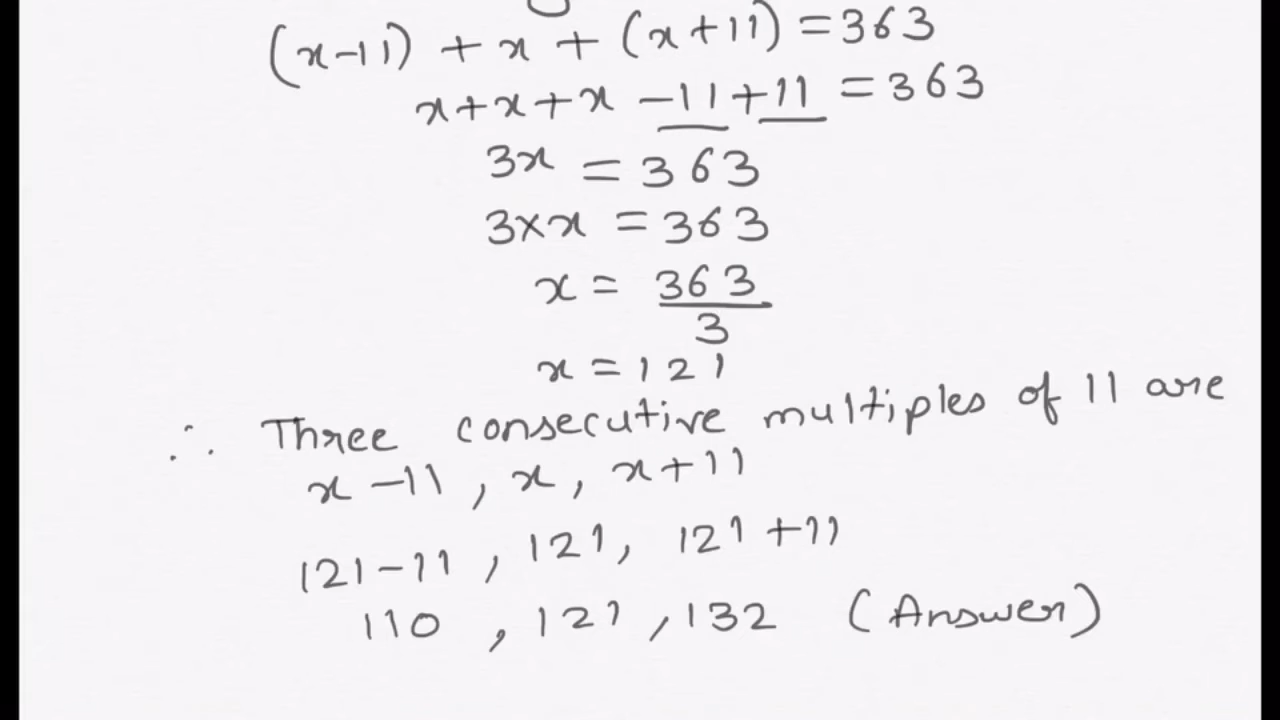 (x-11) + x + (x+11) = 363
x+x+x -11+11 = 363
3x = 363
3×x = 363
x = 363/3
x = 121
∴ Three consecutive multiples of 11 are
x -11, x, x+11
121-11, 121, 121+11
110, 121, 132 (Answer)